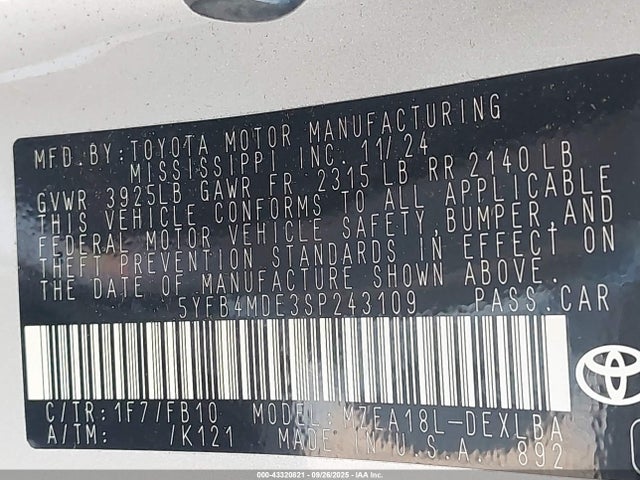 MFD.BY:TOYOTA MOTOR MANUFACTURING
MISSISSIPPI INC. 11/24
GVWR 3925LB GAWR FR 2315 LB RR 2140 LB
THIS VEHICLE CONFORMS TO ALL APPLICABLE
FEDERAL MOTOR VEHICLE SAFETY,BUMPER,AND
THEFT PREVENTION STANDARDS IN EFFECT ON
THE DATE OF MANUFACTURE SHOWN ABOVE.
5YFB4MDE3SP243109 PASS CAR
C/TR:1F7/FB10 MODEL:MZEA18L-DEXLBA
A/TM: /K121 MADE IN U.S.A. 892
000-43320821 - 09/26/2025 - IAA Inc.